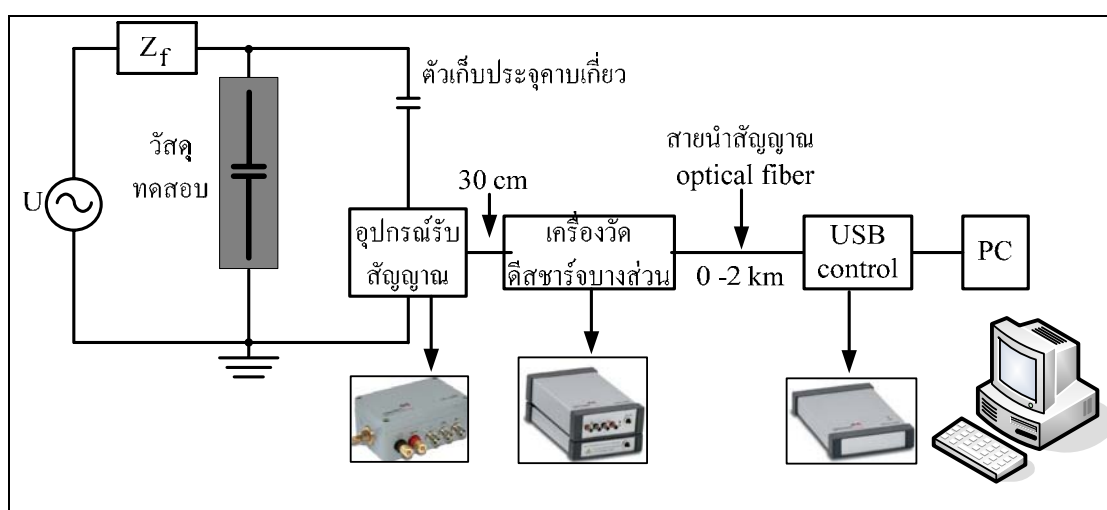 Zf
ตัวเก็บประจุคาบเกี่ยว
วัสดุ
ทดสอบ
U
สายนำสัญญาณ
optical fiber
30 cm
อุปกรณ์รับ
สัญญาณ
เครื่องวัด
ดีสชาร์จบางส่วน
0 -2 km
USB
control
PC